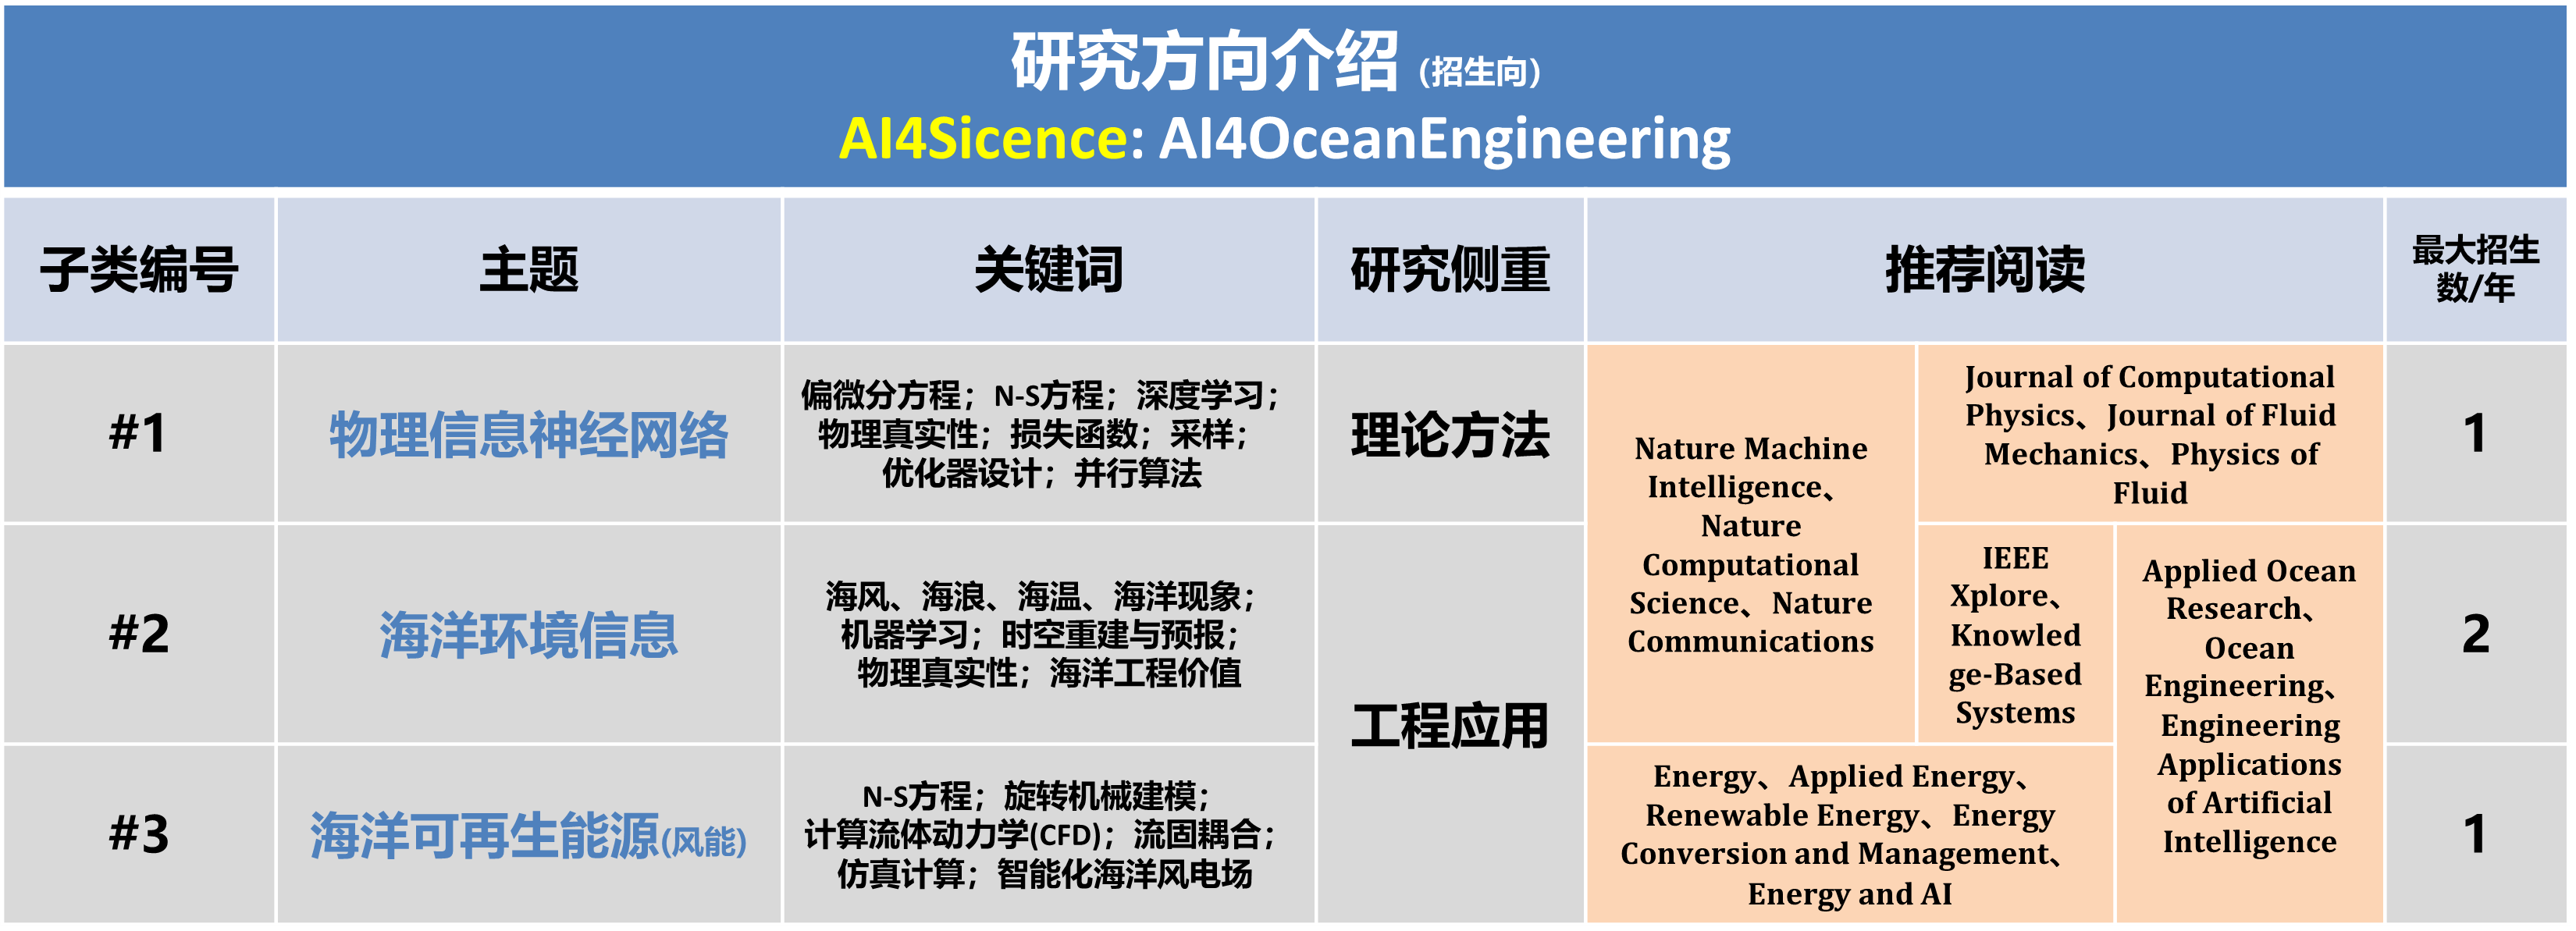 研究方向介绍 (招生向)
AI4Sicence: AI4OceanEngineering
子类编号
主题
关键词
研究侧重
推荐阅读
最大招生
数/年
#1
物理信息神经网络
偏微分方程；N-S方程；深度学习；
物理真实性；损失函数；采样；
优化器设计；并行算法
理论方法
Nature Machine
Intelligence、
Nature
Computational
Science、Nature
Communications
Journal of Computational
Physics、Journal of Fluid
Mechanics、Physics of
Fluid
1
#2
海洋环境信息
海风、海浪、海温、海洋现象；
机器学习；时空重建与预报；
物理真实性；海洋工程价值
工程应用
IEEE
Xplore、
Knowled
ge-Based
Systems
Applied Ocean
Research、
Ocean
Engineering、
Engineering
Applications
of Artificial
Intelligence
2
#3
海洋可再生能源(风能)
N-S方程；旋转机械建模；
计算流体动力学(CFD)；流固耦合；
仿真计算；智能化海洋风电场
Energy、Applied Energy、
Renewable Energy、Energy
Conversion and Management、
Energy and AI
1